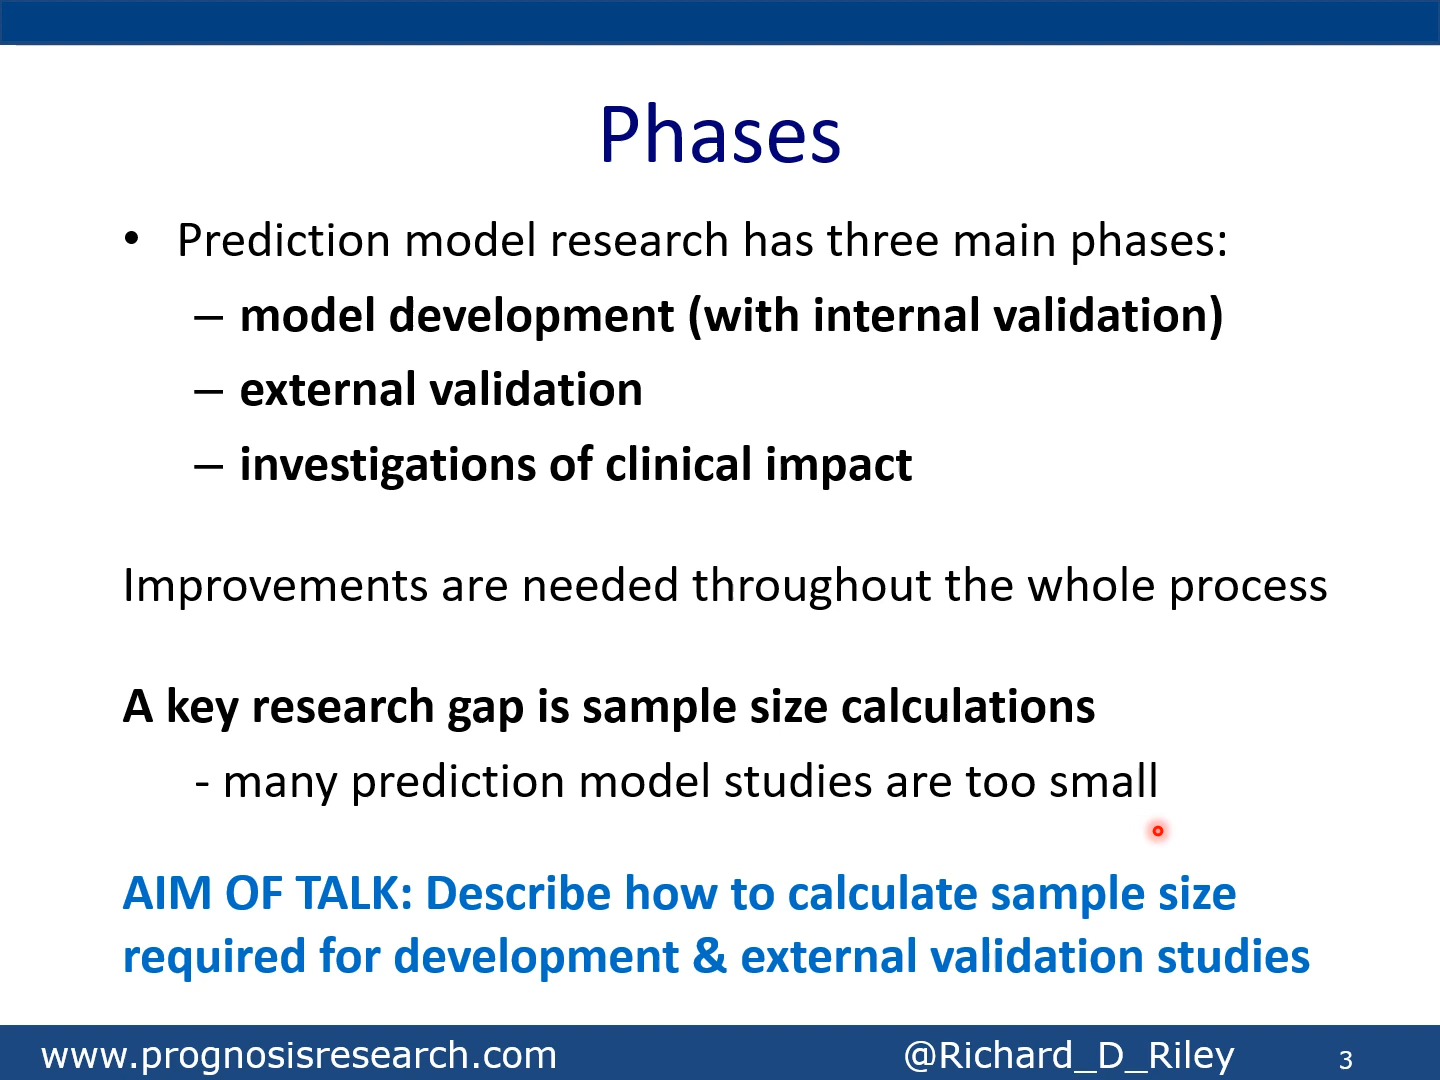 Phases
• Prediction model research has three main phases:
– model development (with internal validation)
– external validation
– investigations of clinical impact
Improvements are needed throughout the whole process
A key research gap is sample size calculations
- many prediction model studies are too small
AIM OF TALK: Describe how to calculate sample size
required for development & external validation studies
www.prognosisresearch.com @Richard_D_Riley 3